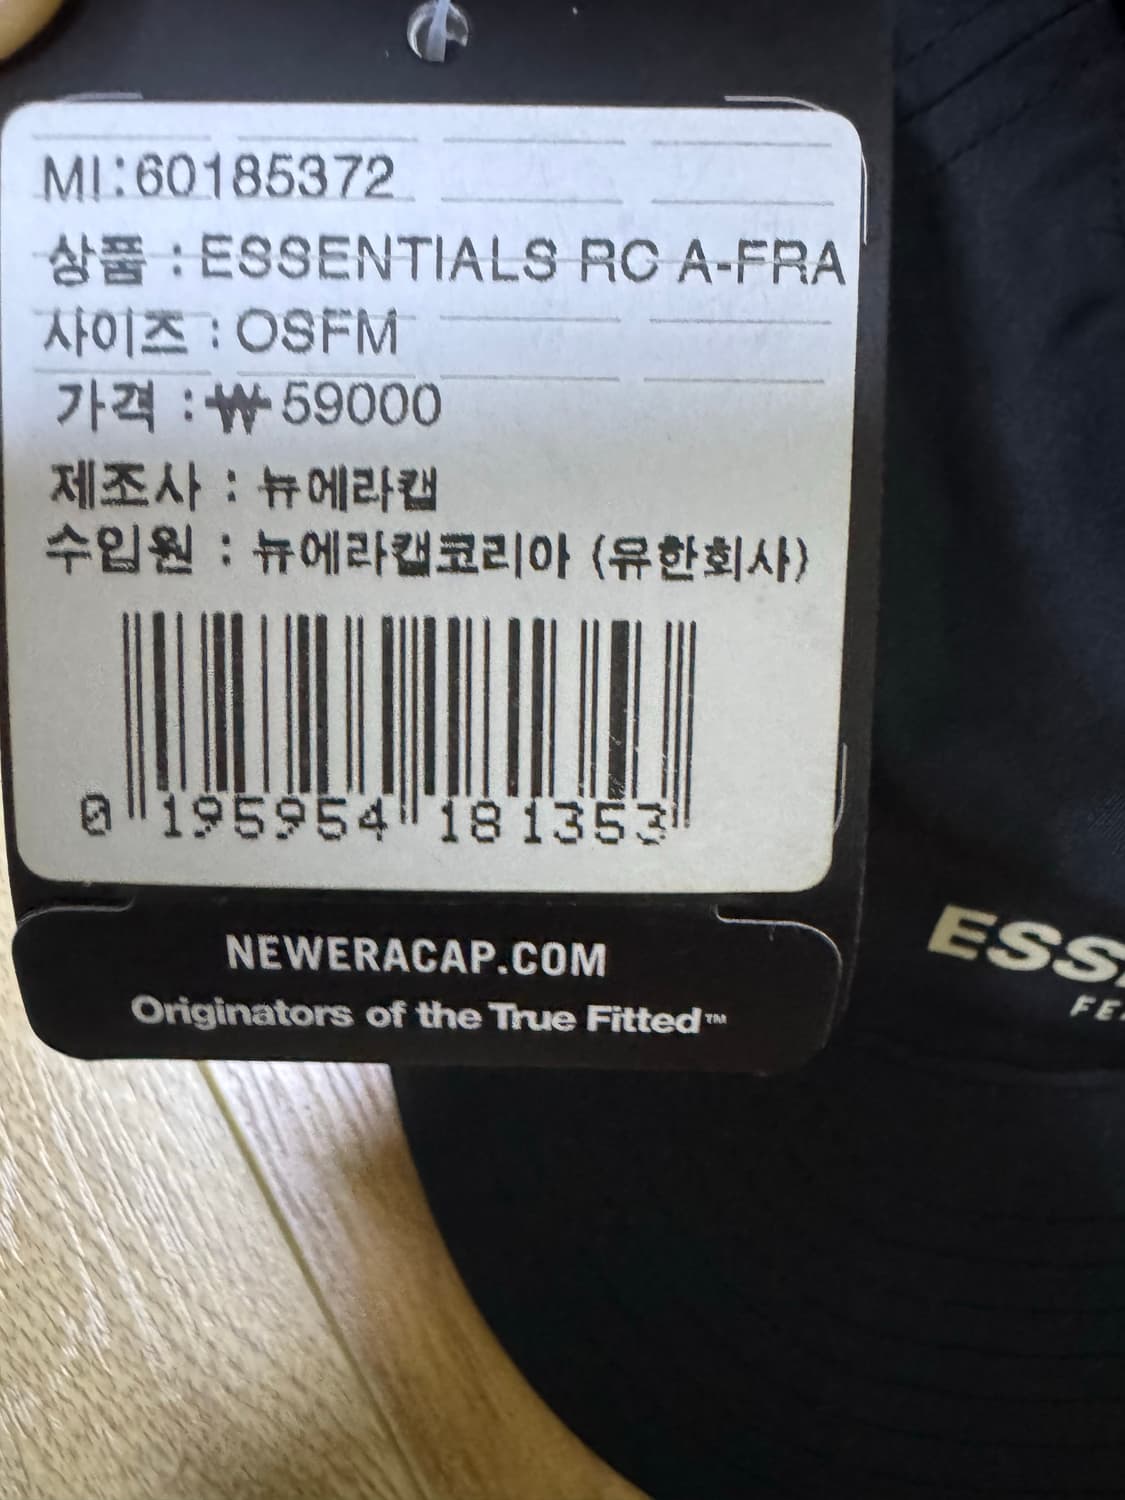 MI:60185372
상품 : ESSENTIALS RC A-FRA
사이즈 : OSFM
가격 : ₩ 59000
제조사 : 뉴에라캡
수입원 : 뉴에라캡코리아 (유한회사)
0 195954 181353
NEWERACAP.COM
Originators of the True Fitted™
ESS
FE